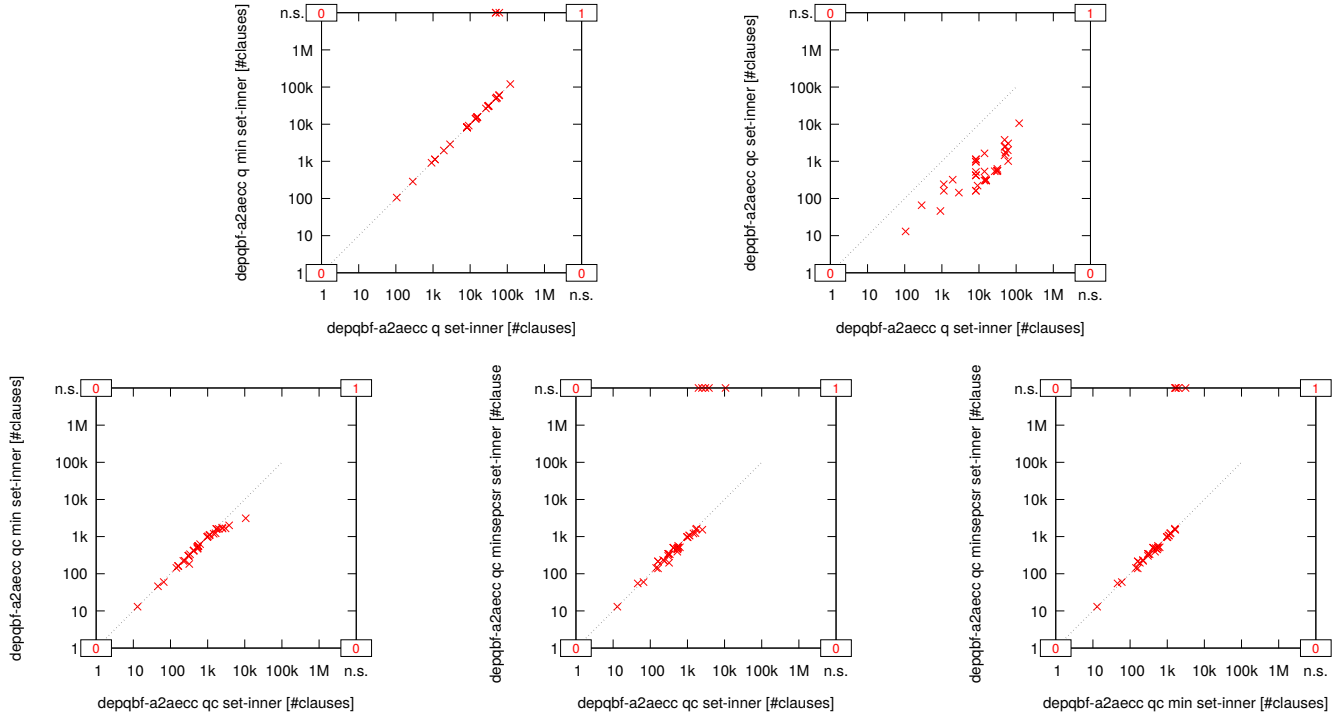 depqbf-a2aecc q min set-inner [#clauses]
n.s.
1M
100k
10k
1k
100
10
1
0
1
0
0
1 10 100 1k 10k 100k 1M n.s.
depqbf-a2aecc q set-inner [#clauses]
depqbf-a2aecc qc set-inner [#clauses]
n.s.
1M
100k
10k
1k
100
10
1
0
1
0
0
1 10 100 1k 10k 100k 1M n.s.
depqbf-a2aecc q set-inner [#clauses]
depqbf-a2aecc qc min set-inner [#clauses]
n.s.
1M
100k
10k
1k
100
10
1
0
1
0
0
1 10 100 1k 10k 100k 1M n.s.
depqbf-a2aecc qc set-inner [#clauses]
depqbf-a2aecc qc minsepcsr set-inner [#clause
n.s.
1M
100k
10k
1k
100
10
1
0
1
0
0
1 10 100 1k 10k 100k 1M n.s.
depqbf-a2aecc qc set-inner [#clauses]
depqbf-a2aecc qc minsepcsr set-inner [#clause
n.s.
1M
100k
10k
1k
100
10
1
0
1
0
0
1 10 100 1k 10k 100k 1M n.s.
depqbf-a2aecc qc min set-inner [#clauses]